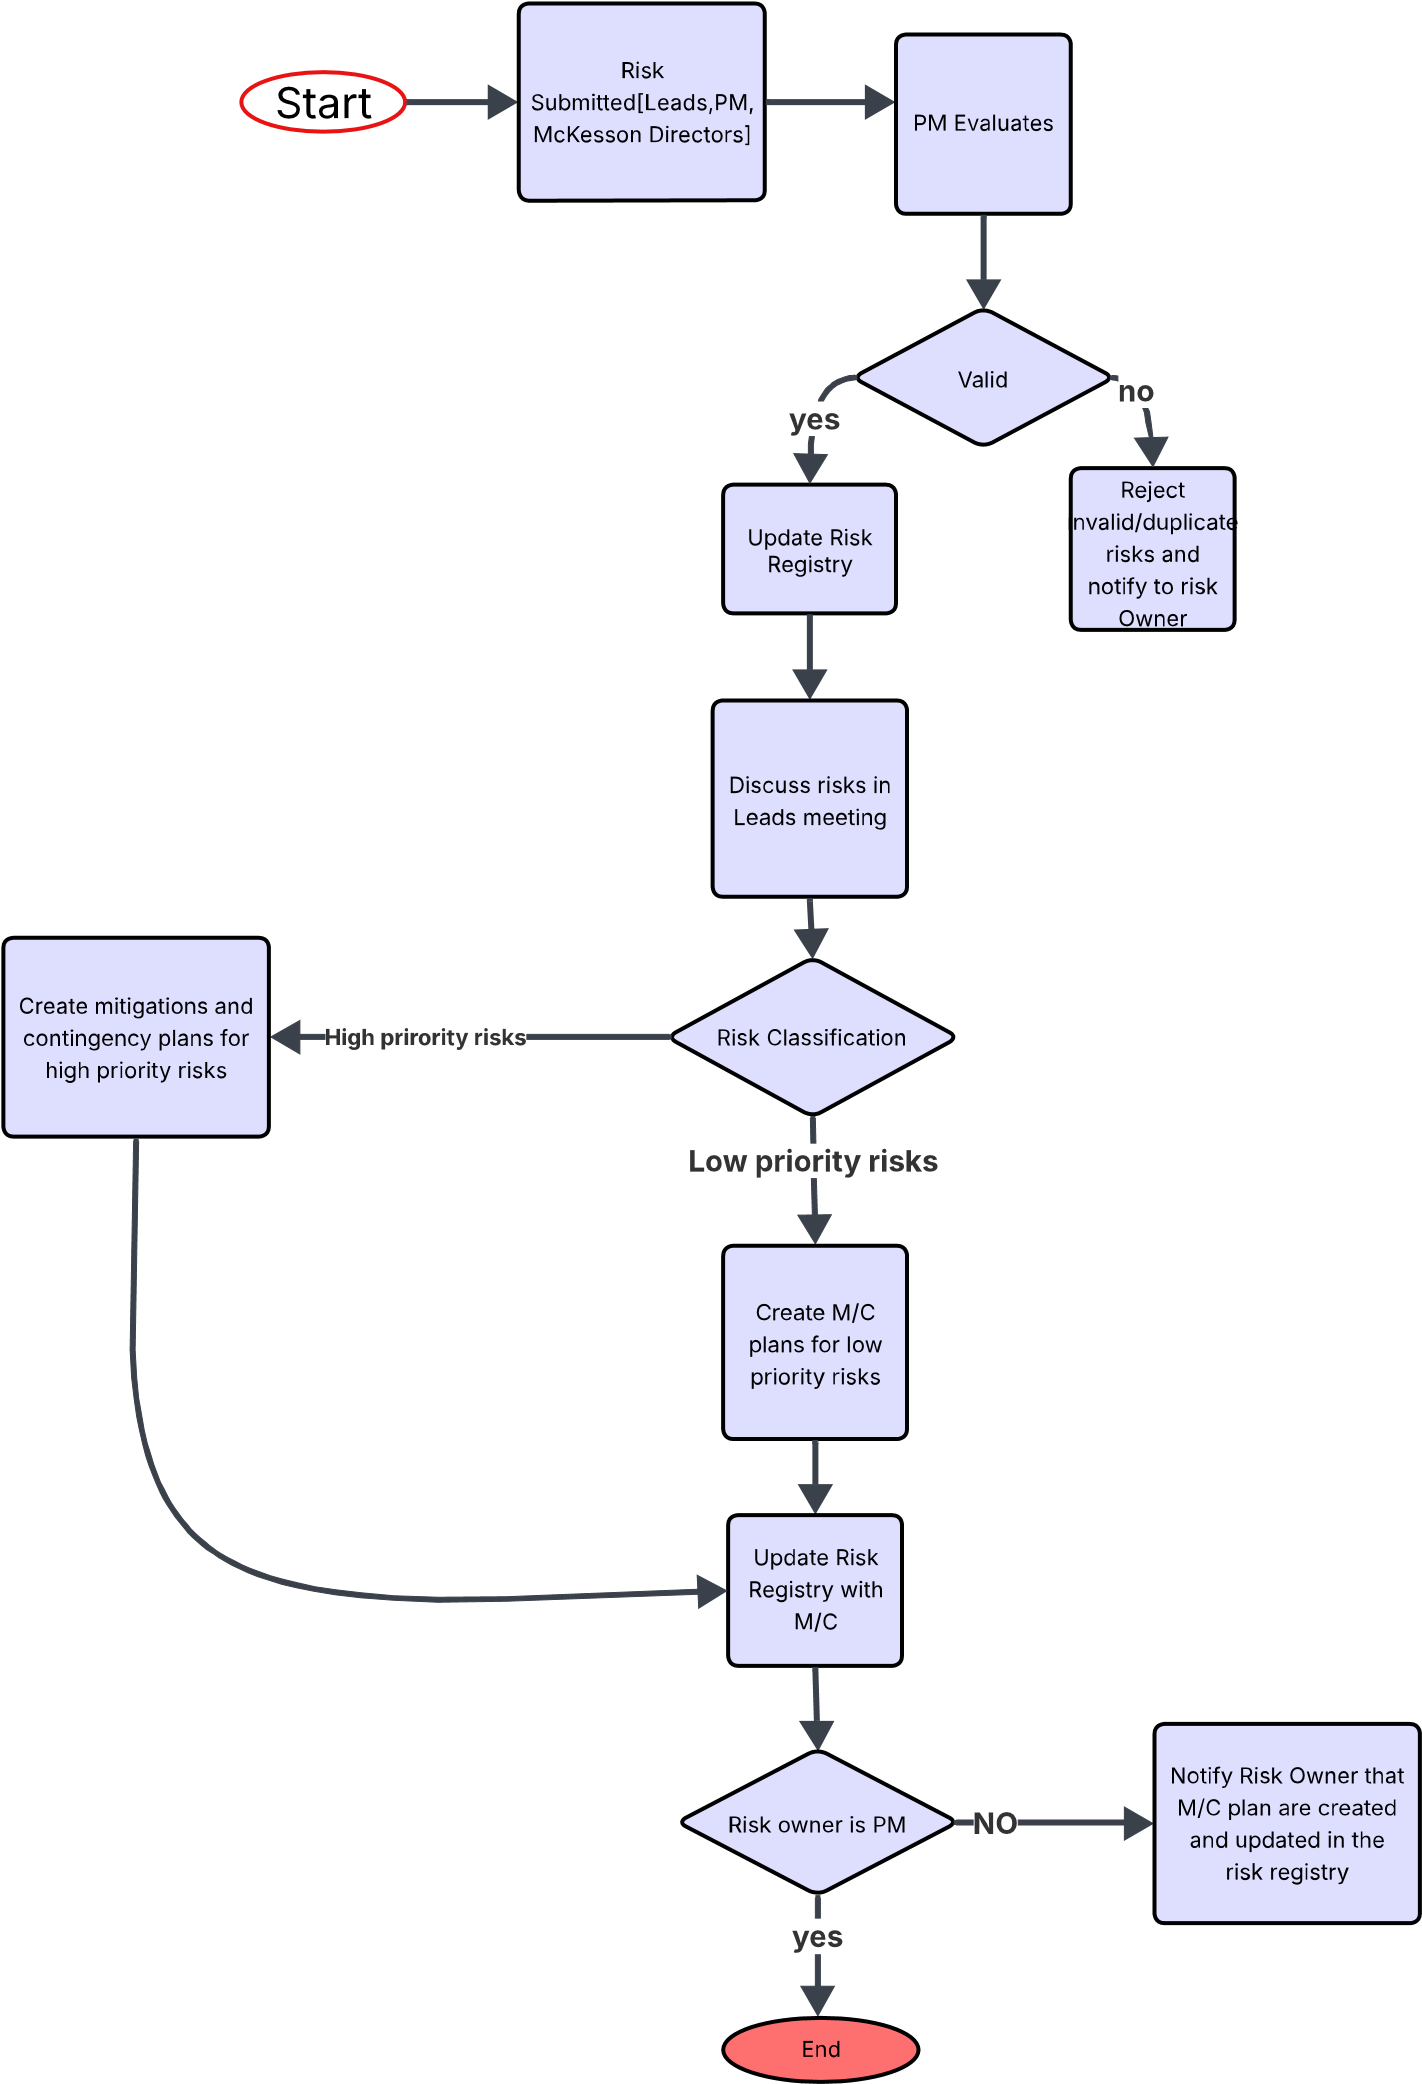 Start
Risk
Submitted[Leads,PM,
McKesson Directors]
PM Evaluates
Valid
yes
no
Update Risk
Registry
Reject
nvalid/duplicate
risks and
notify to risk
Owner
Discuss risks in
Leads meeting
Risk Classification
High prirority risks
Create mitigations and
contingency plans for
high priority risks
Low priority risks
Create M/C
plans for low
priority risks
Update Risk
Registry with
M/C
Risk owner is PM
NO
Notify Risk Owner that
M/C plan are created
and updated in the
risk registry
yes
End